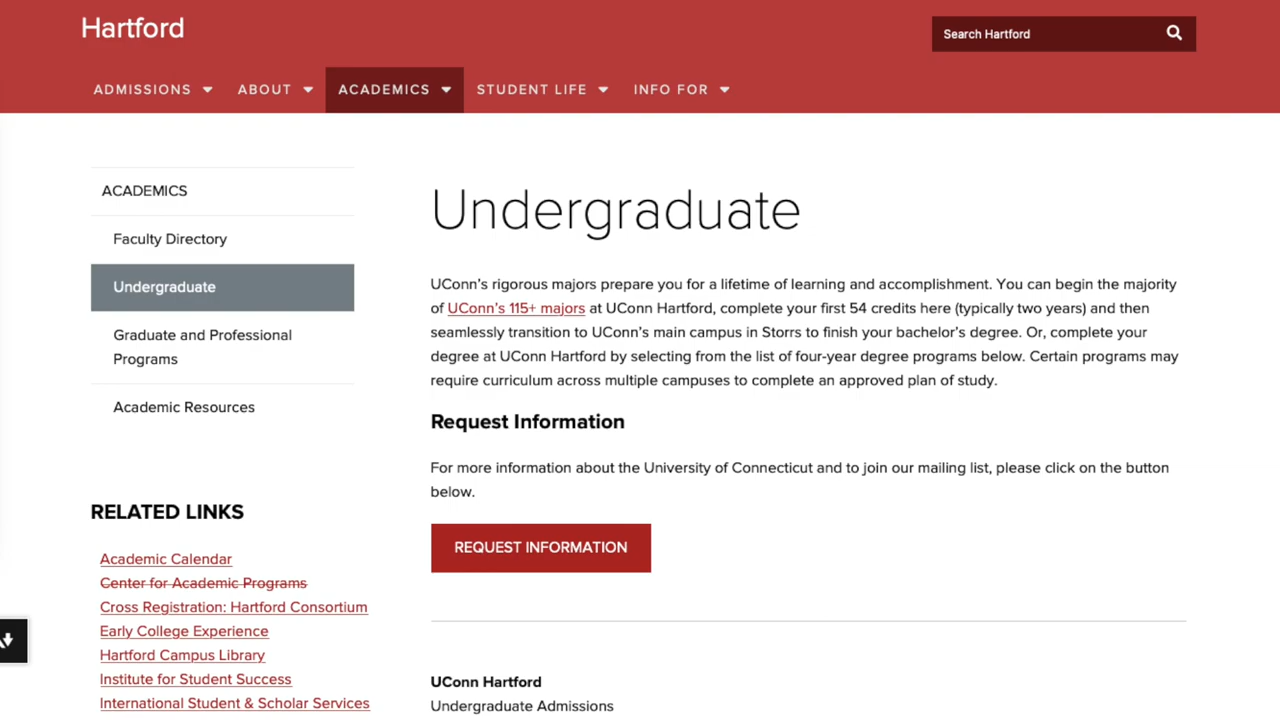 Hartford
Search Hartford
ADMISSIONS ABOUT ACADEMICS STUDENT LIFE INFO FOR
ACADEMICS
Faculty Directory
Undergraduate
Graduate and Professional
Programs
Academic Resources
RELATED LINKS
Academic Calendar
Center for Academic Programs
Cross Registration: Hartford Consortium
Early College Experience
Hartford Campus Library
Institute for Student Success
International Student & Scholar Services
Undergraduate
UConn’s rigorous majors prepare you for a lifetime of learning and accomplishment. You can begin the majority
of UConn’s 115+ majors at UConn Hartford, complete your first 54 credits here (typically two years) and then
seamlessly transition to UConn’s main campus in Storrs to finish your bachelor’s degree. Or, complete your
degree at UConn Hartford by selecting from the list of four-year degree programs below. Certain programs may
require curriculum across multiple campuses to complete an approved plan of study.
Request Information
For more information about the University of Connecticut and to join our mailing list, please click on the button
below.
REQUEST INFORMATION
UConn Hartford
Undergraduate Admissions